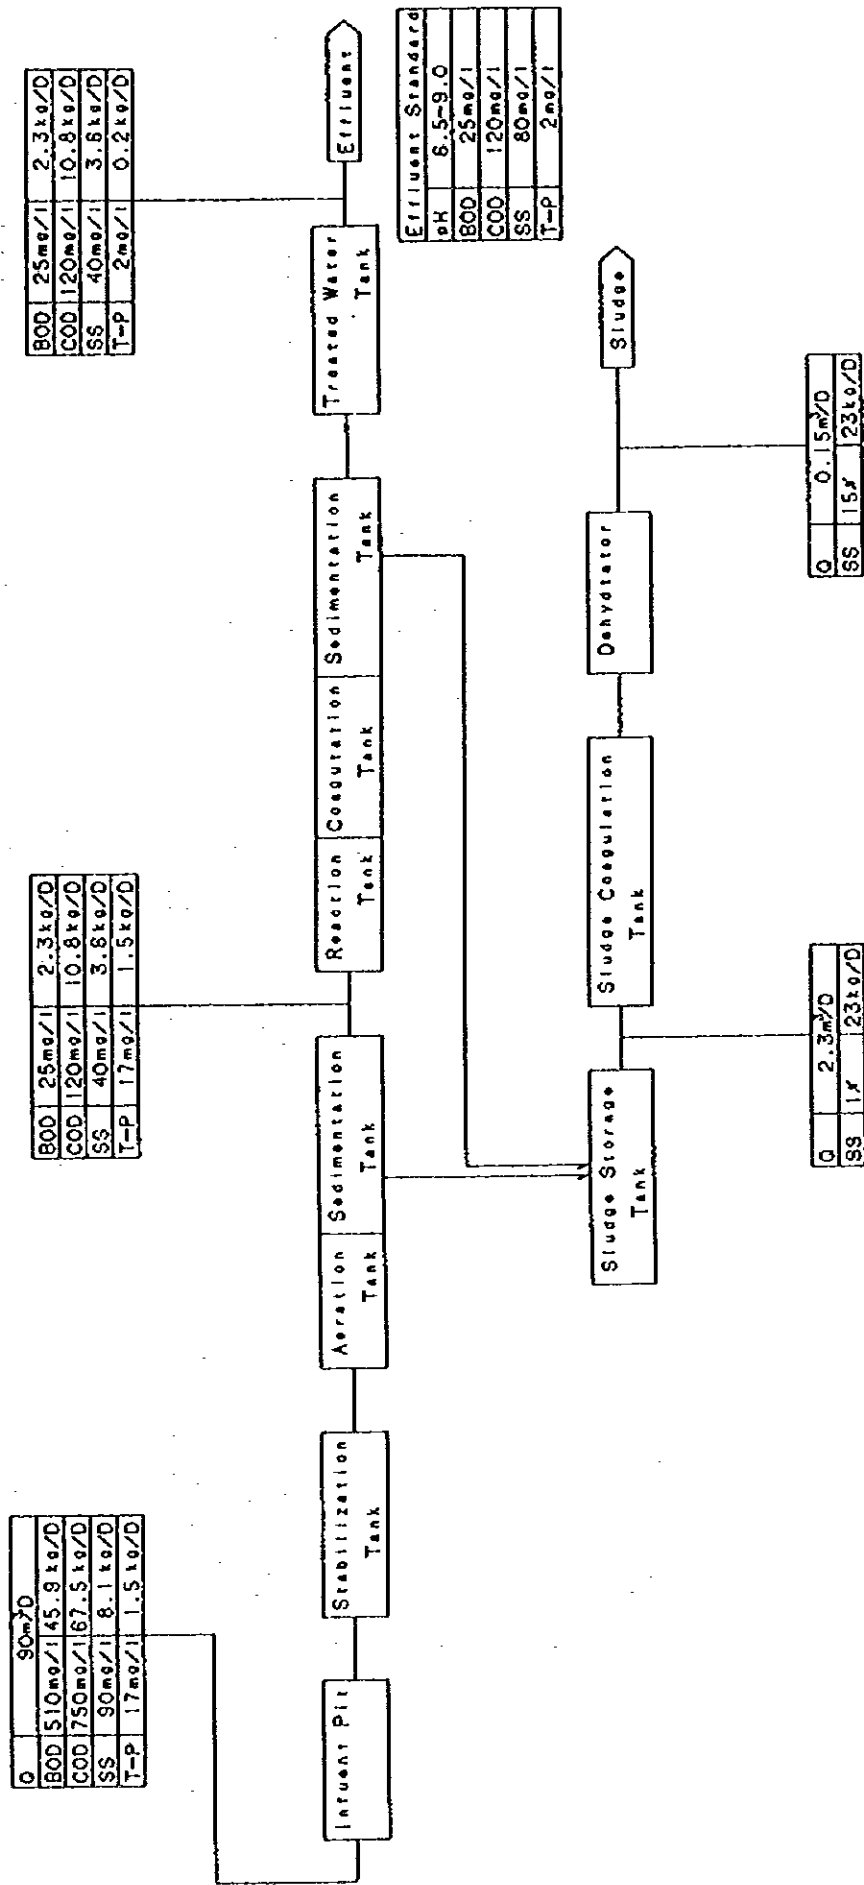 Q 90m³/D
BOD 510mg/l 45.9kg/D
COD 750mg/l 67.5kg/D
SS 90mg/l 8.1kg/D
T-P 17mg/l 1.5kg/D
BOD 25mg/l 2.3kg/D
COD 120mg/l 10.8kg/D
SS 40mg/l 3.6kg/D
T-P 17mg/l 1.5kg/D
BOD 25mg/l 2.3kg/D
COD 120mg/l 10.8kg/D
SS 40mg/l 3.6kg/D
T-P 2mg/l 0.2kg/D
Infuent Pit
Stabilization
Tank
Aeration
Tank
Sedimentation
Tank
Reaction
Tank
Coagulation
Tank
Sedimentation
Tank
Treated Water
Tank
Effluent
Effluent Standard
pH 6.5-9.0
BOD 25mg/l
COD 120mg/l
SS 80mg/l
T-P 2mg/l
Sludge Storage
Tank
Sludge Coagulation
Tank
Dehydtator
Sludge
Q 2.3m³/D
SS 1% 23kg/D
Q 0.15m³/D
SS 15% 23kg/D